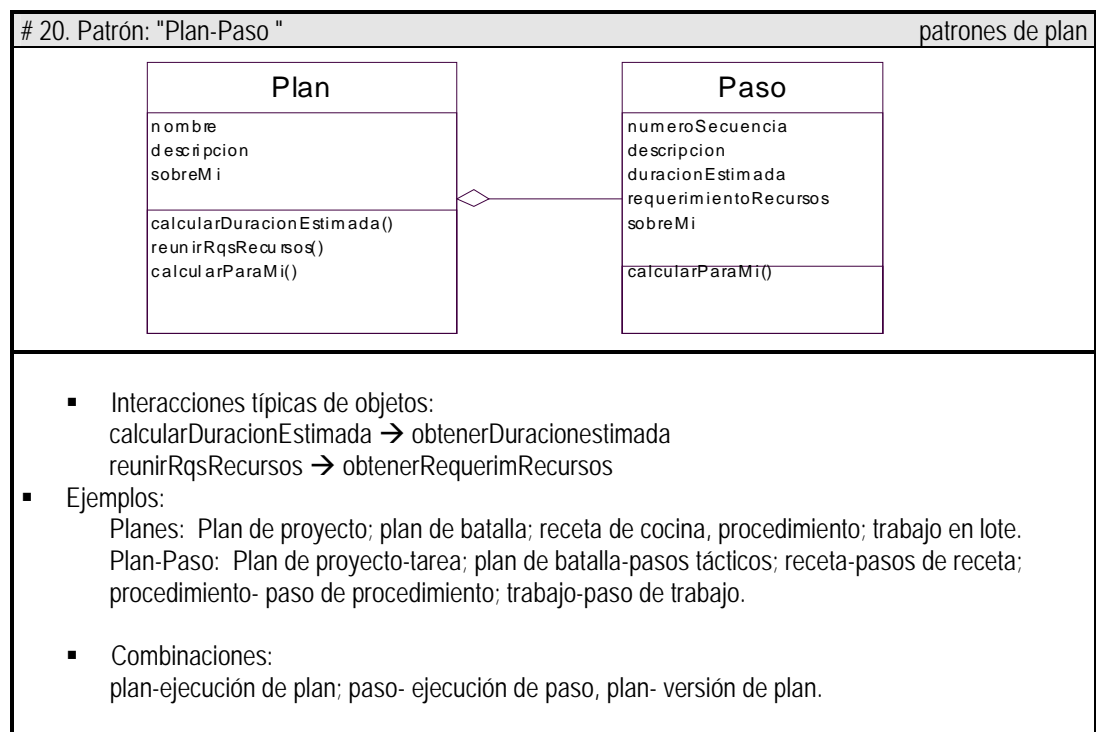 # 20. Patrón: "Plan-Paso " patrones de plan
Plan
nombre
descripcion
sobreMi
calcularDuracionEstimada()
reunirRqsRecursos()
calcularParaMi()
Paso
numeroSecuencia
descripcion
duracionEstimada
requerimientoRecursos
sobreMi
calcularParaMi()
▪ Interacciones típicas de objetos:
calcularDuracionEstimada → obtenerDuracionestimada
reunirRqsRecursos → obtenerRequerimRecursos
▪ Ejemplos:
Planes: Plan de proyecto; plan de batalla; receta de cocina, procedimiento; trabajo en lote.
Plan-Paso: Plan de proyecto-tarea; plan de batalla-pasos tácticos; receta-pasos de receta;
procedimiento- paso de procedimiento; trabajo-paso de trabajo.
▪ Combinaciones:
plan-ejecución de plan; paso- ejecución de paso, plan- versión de plan.